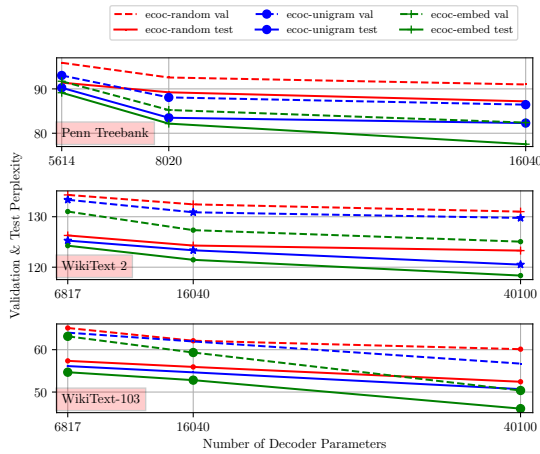 ecoc-random val ecoc-unigram val ecoc-embed val
ecoc-random test ecoc-unigram test ecoc-embed test
Validation & Test Perplexity
90
80
Penn Treebank
5614 8020 16040
130
120
WikiText 2
6817 16040 40100
60
50
WikiText-103
6817 16040 40100
Number of Decoder Parameters